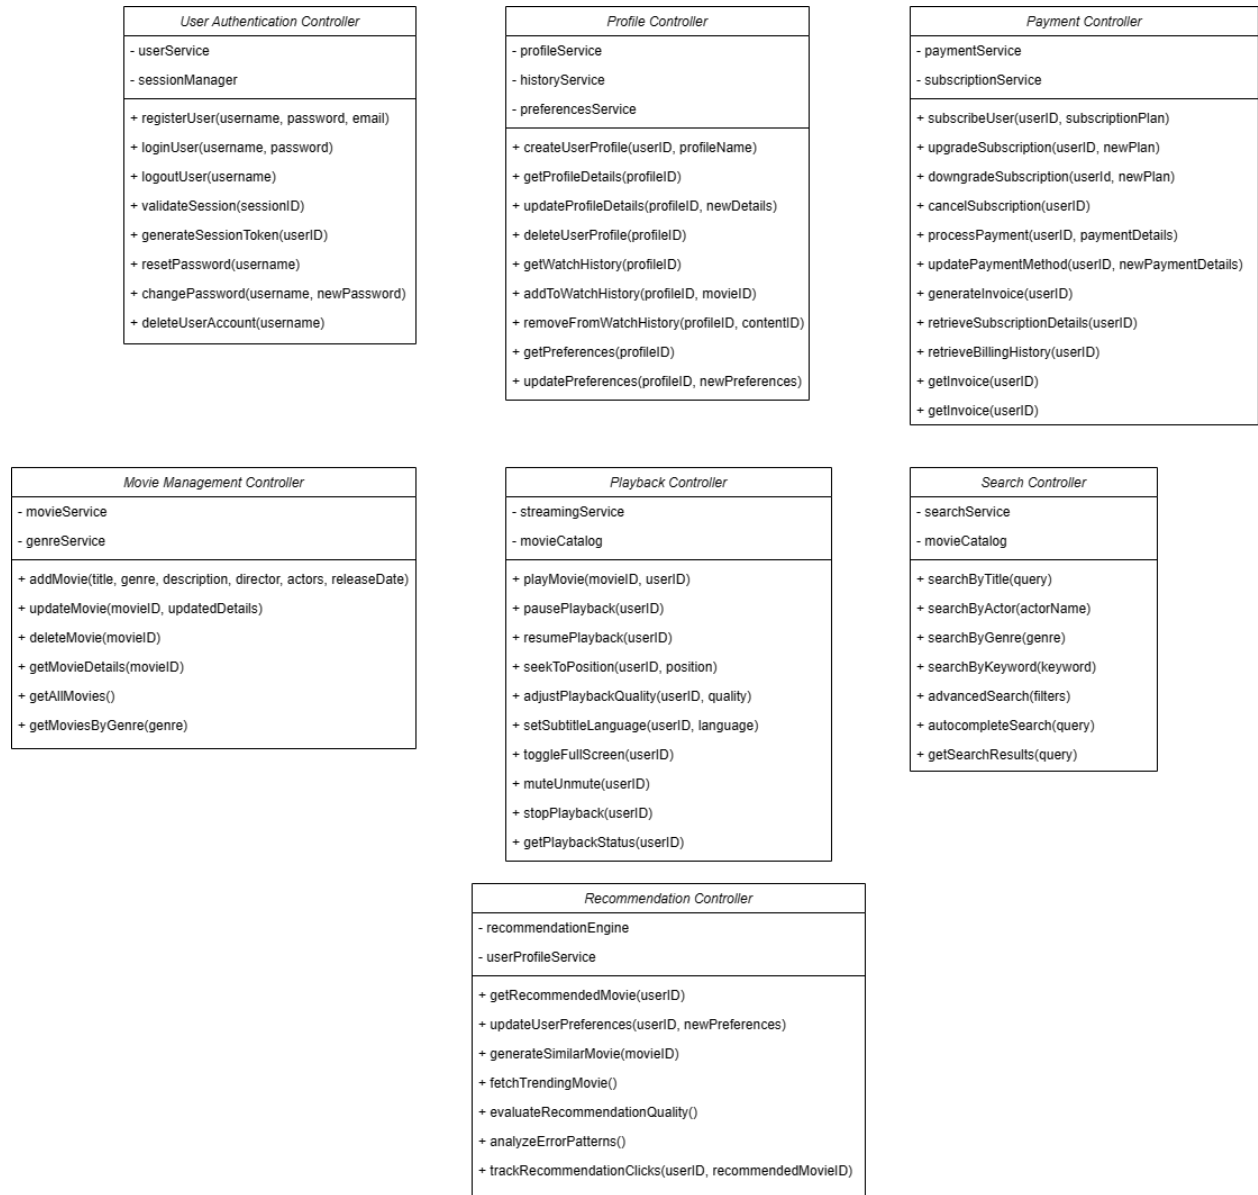 User Authentication Controller
- userService
- sessionManager
+ registerUser(username, password, email)
+ loginUser(username, password)
+ logoutUser(username)
+ validateSession(sessionID)
+ generateSessionToken(userID)
+ resetPassword(username)
+ changePassword(username, newPassword)
+ deleteUserAccount(username)
Profile Controller
- profileService
- historyService
- preferencesService
+ createUserProfile(userID, profileName)
+ getProfileDetails(profileID)
+ updateProfileDetails(profileID, newDetails)
+ deleteUserProfile(profileID)
+ getWatchHistory(profileID)
+ addToWatchHistory(profileID, movieID)
+ removeFromWatchHistory(profileID, contentID)
+ getPreferences(profileID)
+ updatePreferences(profileID, newPreferences)
Payment Controller
- paymentService
- subscriptionService
+ subscribeUser(userID, subscriptionPlan)
+ upgradeSubscription(userID, newPlan)
+ downgradeSubscription(userId, newPlan)
+ cancelSubscription(userID)
+ processPayment(userID, paymentDetails)
+ updatePaymentMethod(userID, newPaymentDetails)
+ generateInvoice(userID)
+ retrieveSubscriptionDetails(userID)
+ retrieveBillingHistory(userID)
+ getInvoice(userID)
+ getInvoice(userID)
Movie Management Controller
- movieService
- genreService
+ addMovie(title, genre, description, director, actors, releaseDate)
+ updateMovie(movieID, updatedDetails)
+ deleteMovie(movieID)
+ getMovieDetails(movieID)
+ getAllMovies()
+ getMoviesByGenre(genre)
Playback Controller
- streamingService
- movieCatalog
+ playMovie(movieID, userID)
+ pausePlayback(userID)
+ resumePlayback(userID)
+ seekToPosition(userID, position)
+ adjustPlaybackQuality(userID, quality)
+ setSubtitleLanguage(userID, language)
+ toggleFullScreen(userID)
+ muteUnmute(userID)
+ stopPlayback(userID)
+ getPlaybackStatus(userID)
Search Controller
- searchService
- movieCatalog
+ searchByTitle(query)
+ searchByActor(actorName)
+ searchByGenre(genre)
+ searchByKeyword(keyword)
+ advancedSearch(filters)
+ autocompleteSearch(query)
+ getSearchResults(query)
Recommendation Controller
- recommendationEngine
- userProfileService
+ getRecommendedMovie(userID)
+ updateUserPreferences(userID, newPreferences)
+ generateSimilarMovie(movieID)
+ fetchTrendingMovie()
+ evaluateRecommendationQuality()
+ analyzeErrorPatterns()
+ trackRecommendationClicks(userID, recommendedMovieID)